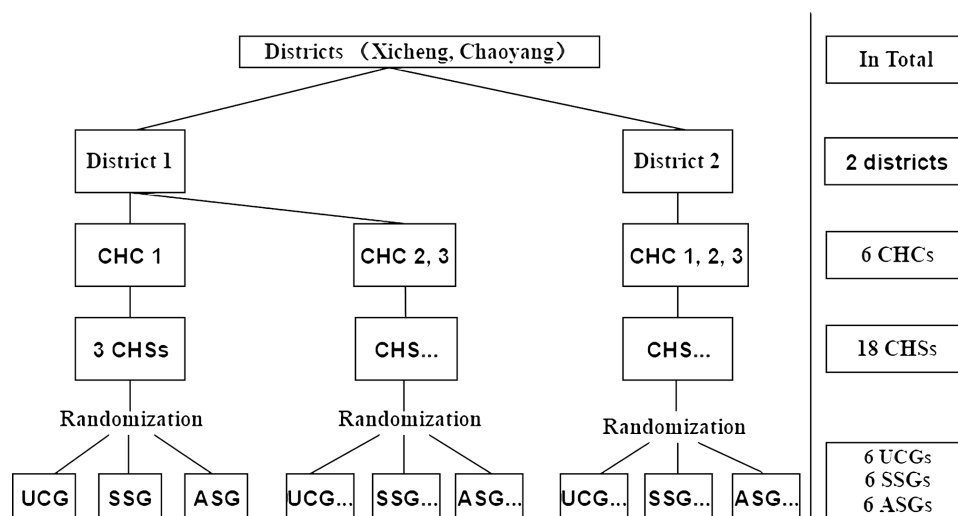 Districts （Xicheng, Chaoyang）
In Total
District 1
District 2
2 districts
CHC 1
CHC 2, 3
CHC 1, 2, 3
6 CHCs
3 CHSs
CHS...
CHS...
18 CHSs
Randomization
Randomization
Randomization
UCG
SSG
ASG
UCG...
SSG...
ASG...
UCG...
SSG...
ASG...
6 UCGs
6 SSGs
6 ASGs